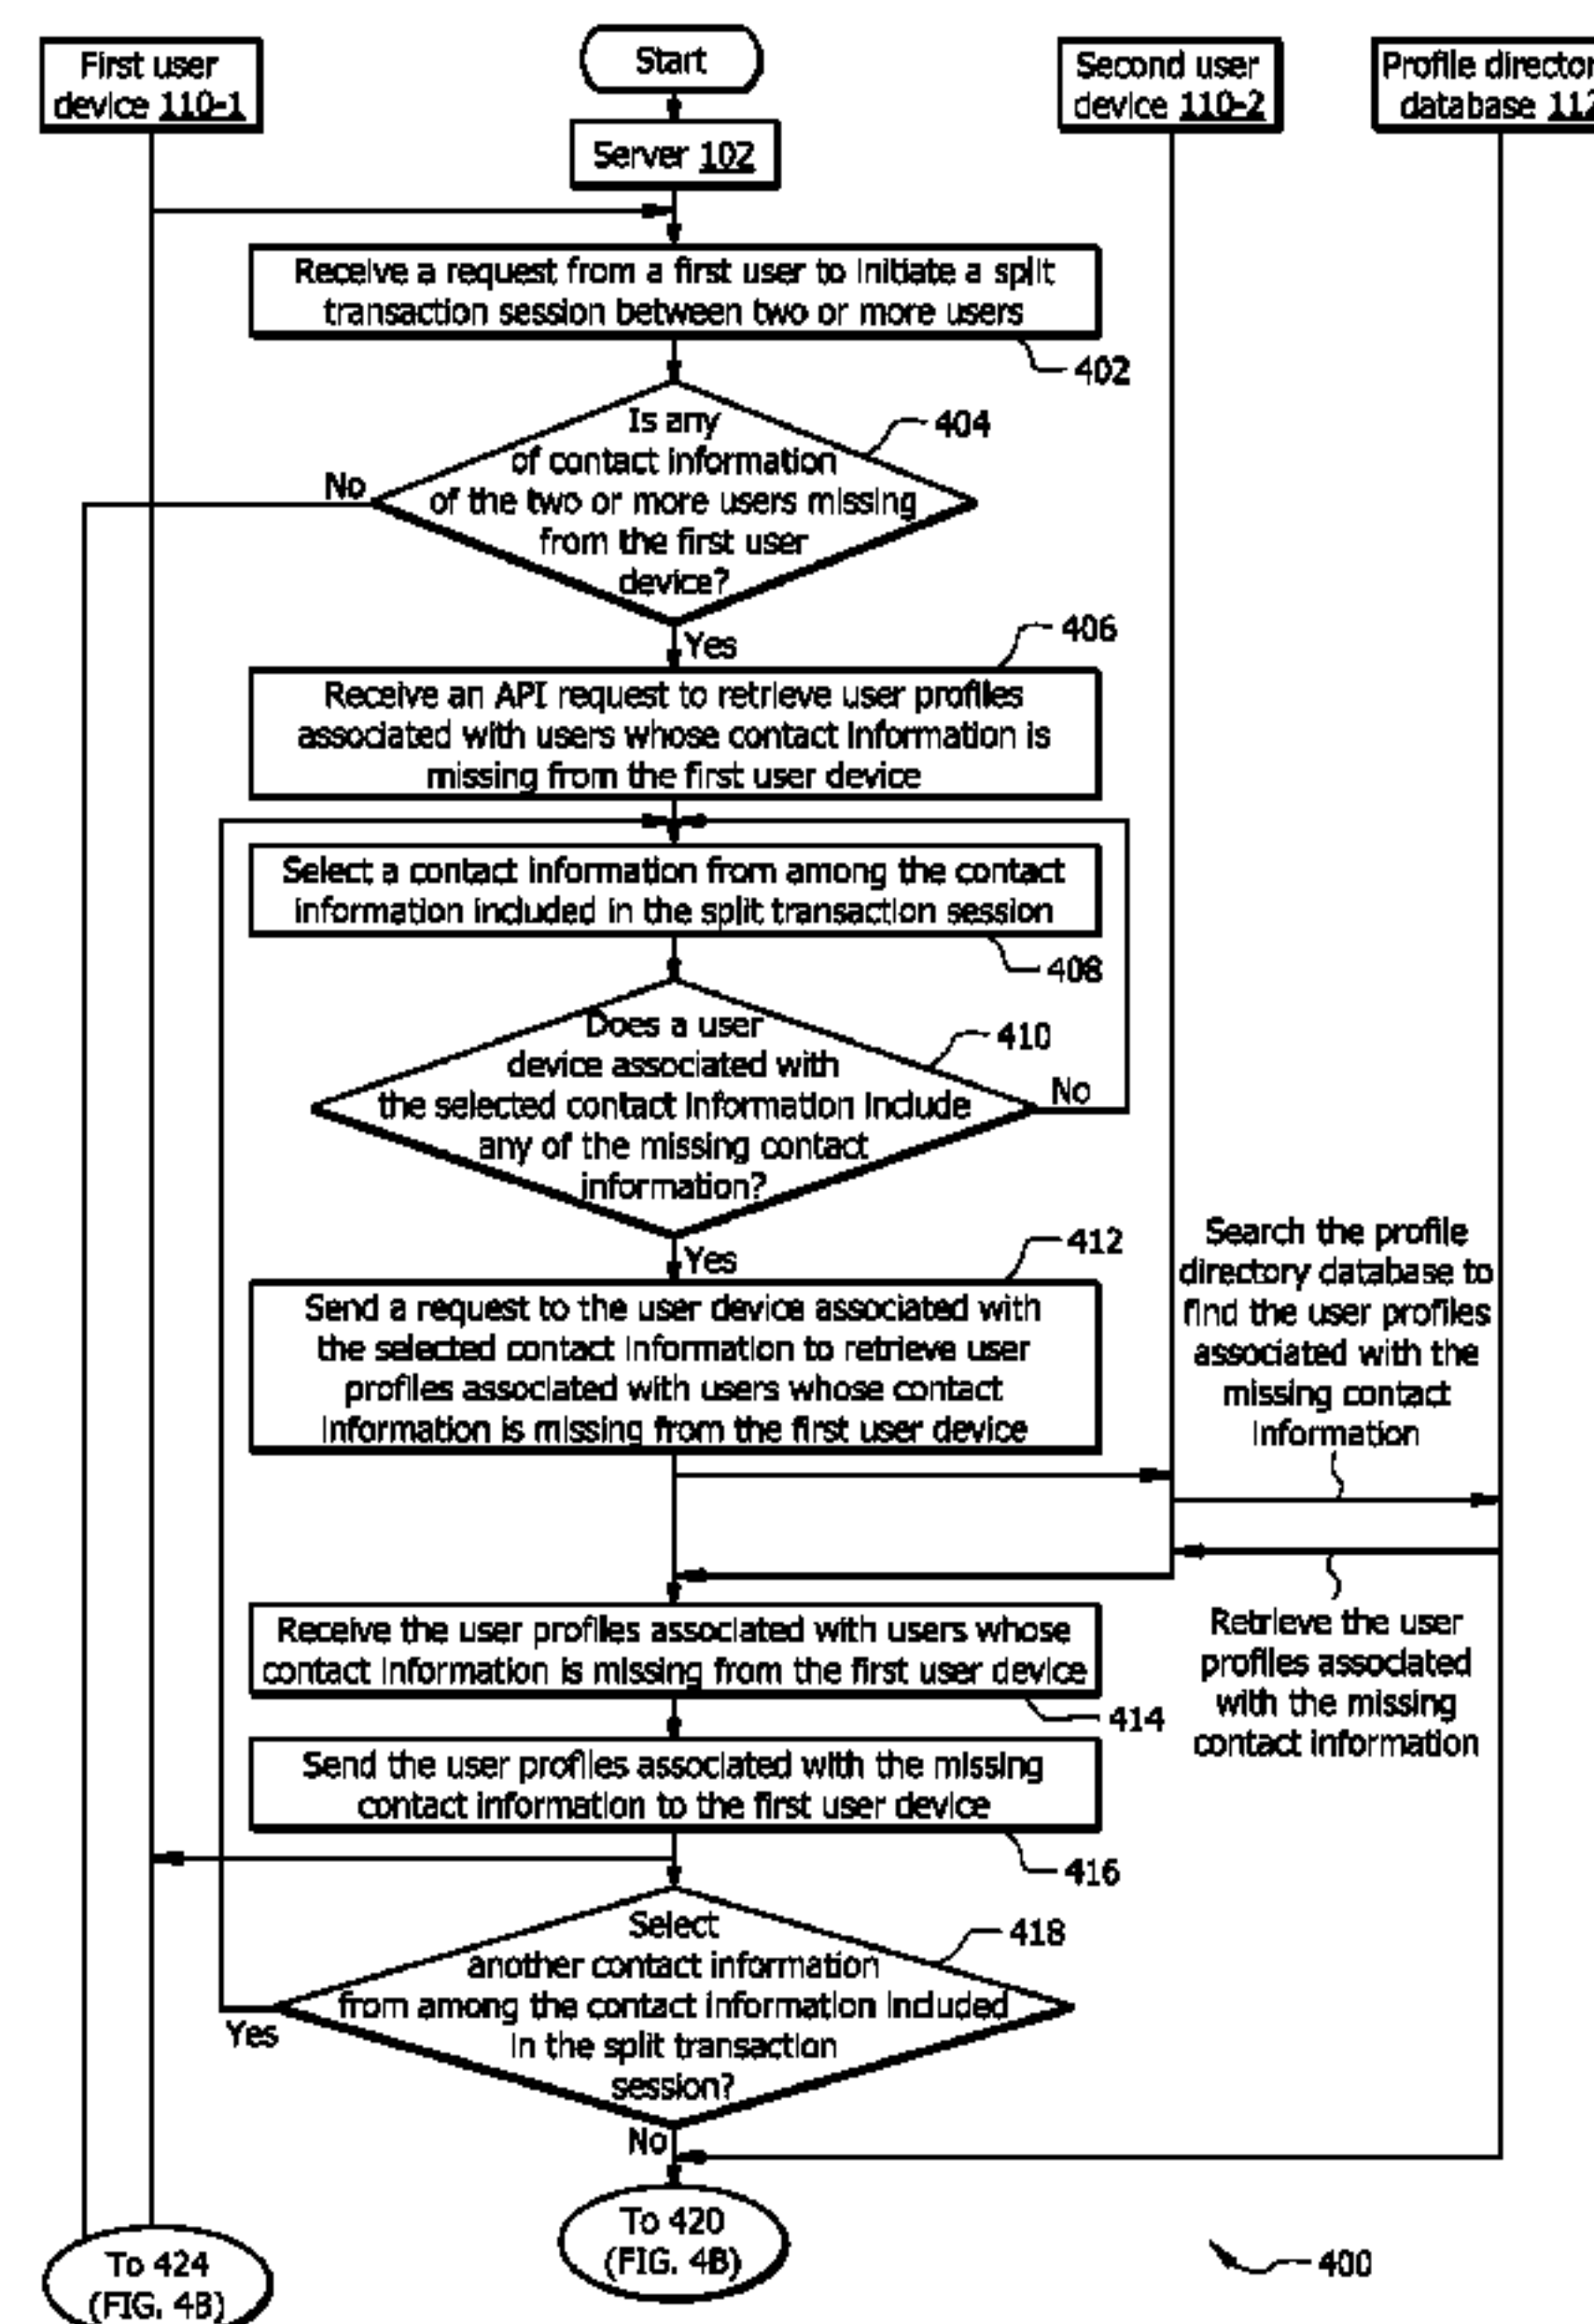 First user
device 110-1
Start
Server 102
Second user
device 110-2
Profile director
database 112
Receive a request from a first user to initiate a split
transaction session between two or more users
402
Is any
of contact information
of the two or more users missing
from the first user
device?
404
No
Yes
406
Receive an API request to retrieve user profiles
associated with users whose contact information is
missing from the first user device
Select a contact information from among the contact
information included in the split transaction session
408
Does a user
device associated with
the selected contact information include
any of the missing contact
information?
410
No
Yes
412
Send a request to the user device associated with
the selected contact information to retrieve user
profiles associated with users whose contact
information is missing from the first user device
Search the profile
directory database to
find the user profiles
associated with the
missing contact
information
Receive the user profiles associated with users whose
contact information is missing from the first user device
414
Retrieve the user
profiles associated
with the missing
contact information
Send the user profiles associated with the missing
contact information to the first user device
416
Select
another contact information
from among the contact information included
in the split transaction
session?
418
Yes
No
To 420
(FIG. 4B)
To 424
(FIG. 4B)
400